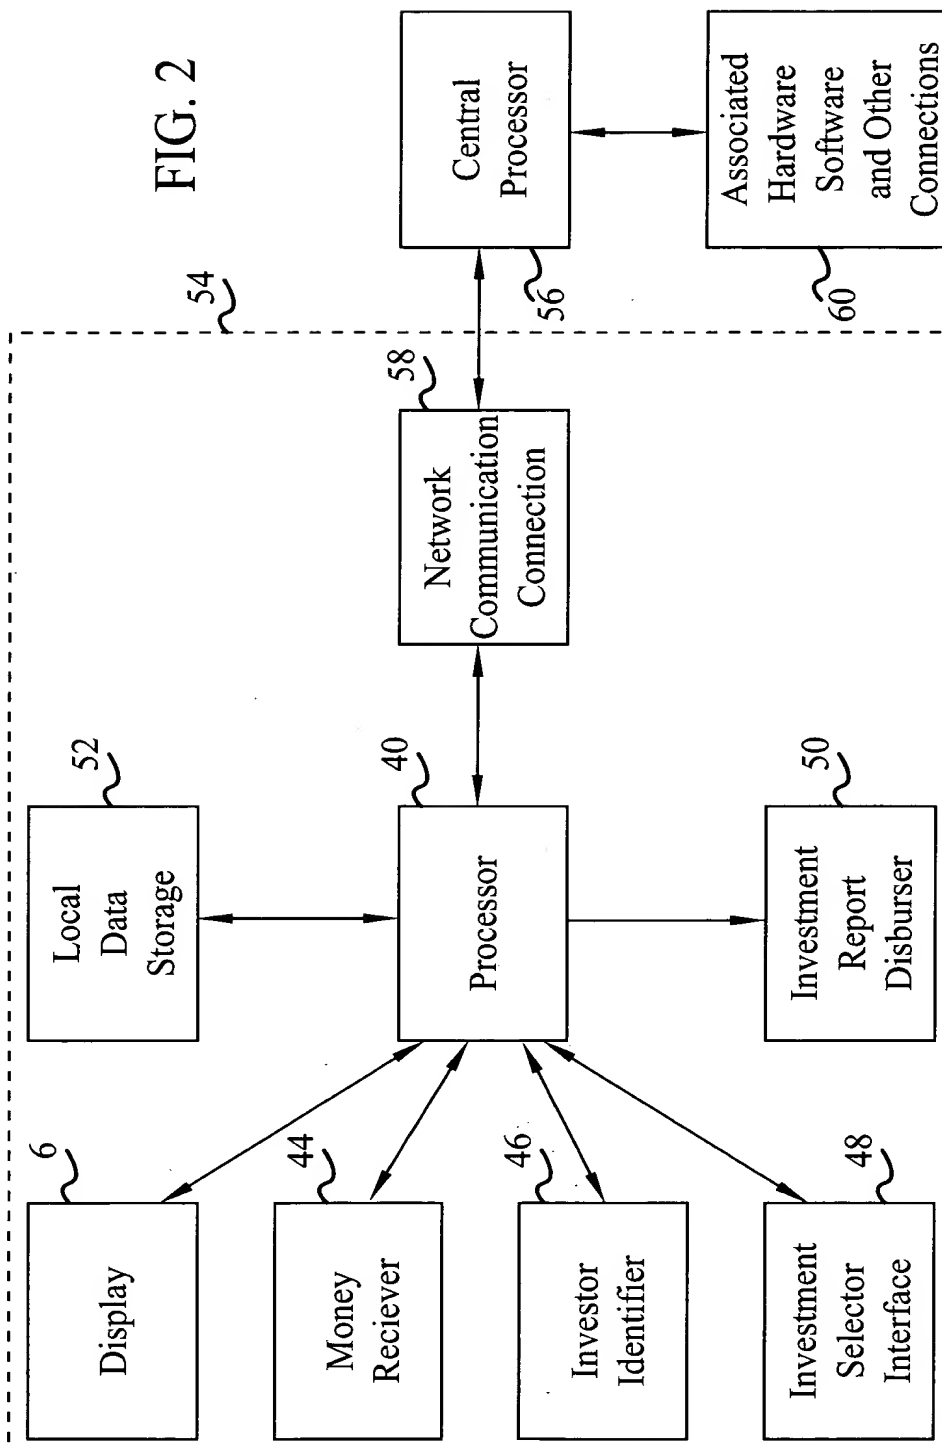 FIG. 2
54
6
Display
44
Money
Reciever
46
Investor
Identifier
48
Investment
Selector
Interface
52
Local
Data
Storage
40
Processor
50
Investment
Report
Disburser
58
Network
Communication
Connection
Central
Processor
56
Associated
Hardware
Software
and Other
Connections
60